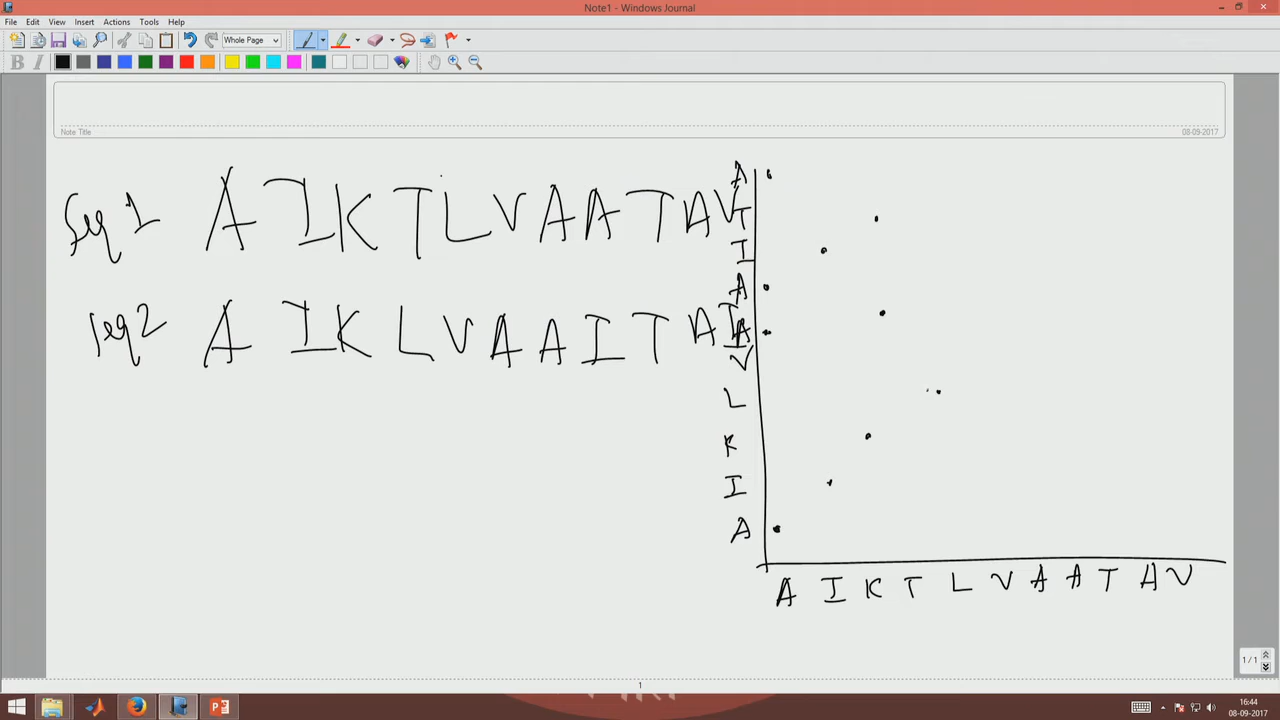 Note1 - Windows Journal
File Edit View Insert Actions Tools Help
Whole Page
B I
Note Title
08-09-2017
Seq 1 A I K T L V A A T A V
Seq 2 A I K L V A A I T A
A
T
I
A
A
V
L
K
I
A
A I K T L V A A T A V
1/1
1
16:44
08-09-2017